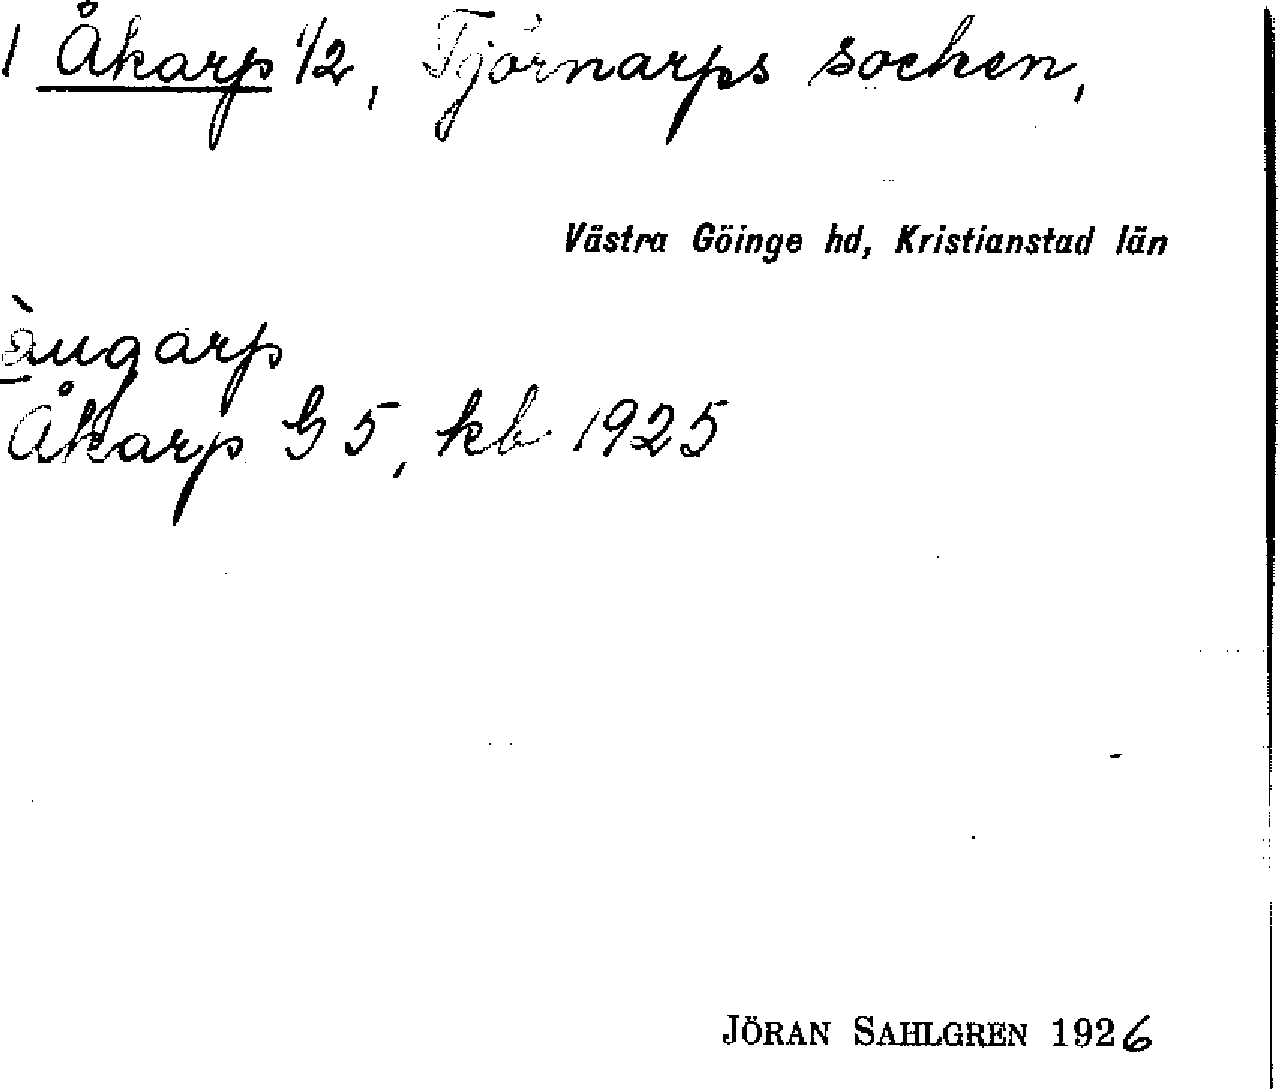 1 Åkarp 1/2, Tjörnarps socken,
Västra Göinge hd, Kristianstad län
àugarp
Åkarp G 5, kb 1925
JÖRAN SAHLGREN 1926